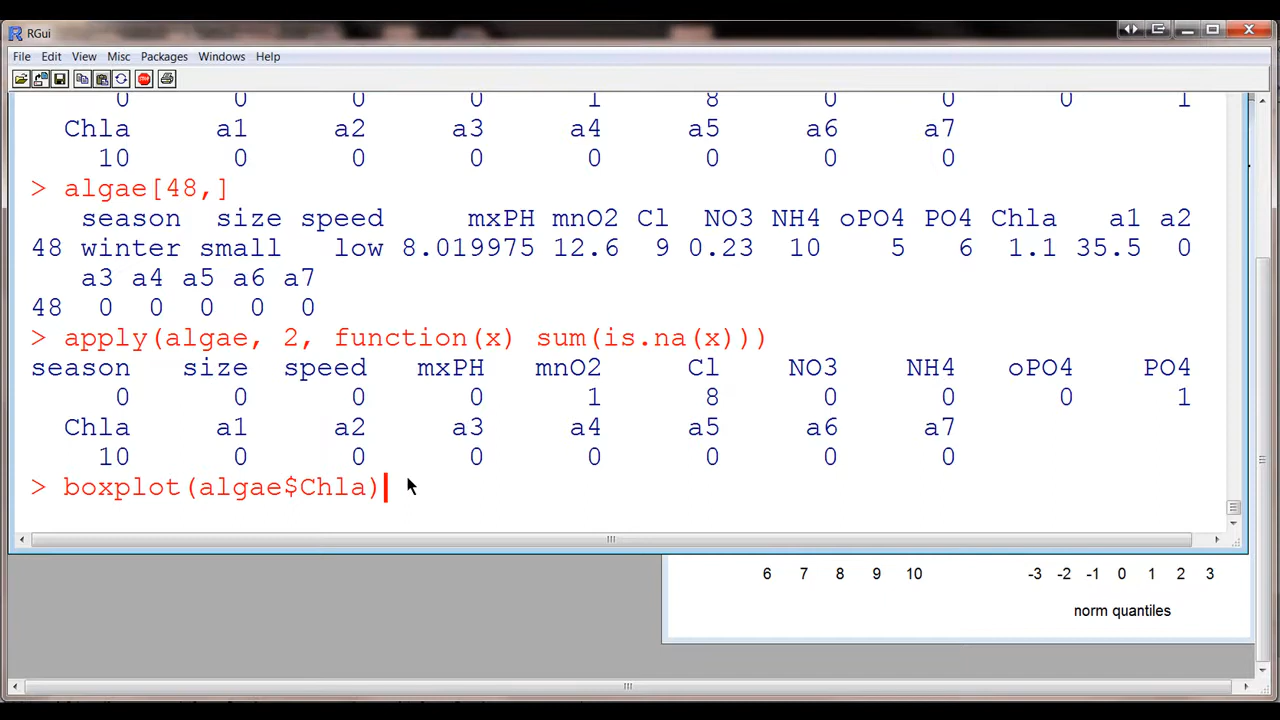 RGui
File Edit View Misc Packages Windows Help
0 0 0 0 1 8 0 0 0 1
Chla a1 a2 a3 a4 a5 a6 a7
10 0 0 0 0 0 0 0
> algae[48,]
season size speed mxPH mnO2 Cl NO3 NH4 oPO4 PO4 Chla a1 a2
48 winter small low 8.019975 12.6 9 0.23 10 5 6 1.1 35.5 0
a3 a4 a5 a6 a7
48 0 0 0 0 0
> apply(algae, 2, function(x) sum(is.na(x)))
season size speed mxPH mnO2 Cl NO3 NH4 oPO4 PO4
0 0 0 0 1 8 0 0 0 1
Chla a1 a2 a3 a4 a5 a6 a7
10 0 0 0 0 0 0 0
> boxplot(algae$Chla)
6 7 8 9 10 -3 -2 -1 0 1 2 3
norm quantiles